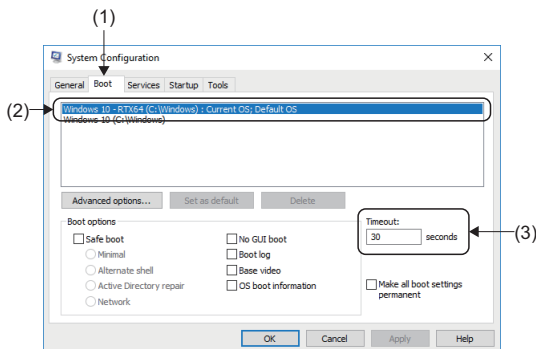 (1)
System Configuration
General Boot Services Startup Tools
(2)
Windows 10 - RTX64 (C:\Windows) : Current OS; Default OS
Windows 10 (C:\Windows)
Advanced options... Set as default Delete
Boot options
Timeout:
Safe boot No GUI boot 30 seconds
(3)
Minimal Boot log
Alternate shell Base video
Active Directory repair OS boot information Make all boot settings
permanent
Network
OK Cancel Apply Help